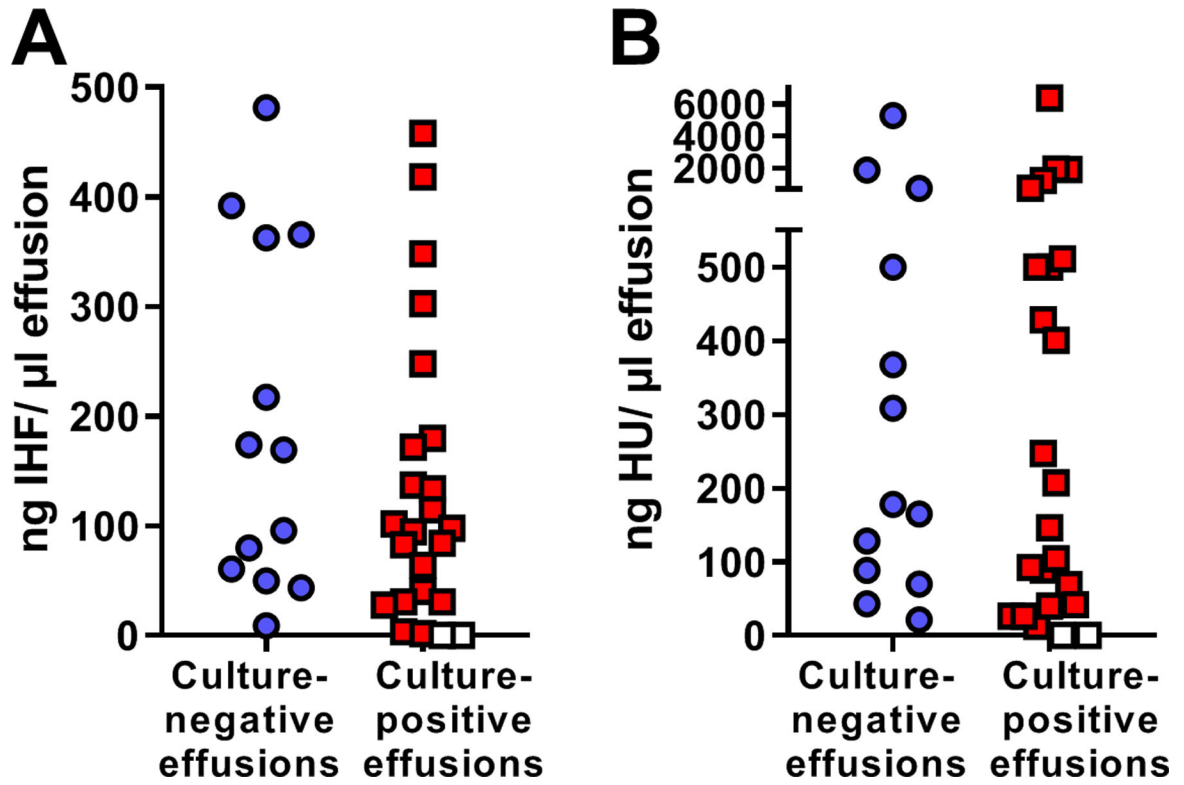 A
ng IHF/ µl effusion
500
400
300
200
100
0
Culture-
negative
effusions
Culture-
positive
effusions
B
ng HU/ µl effusion
6000
4000
2000
500
400
300
200
100
0
Culture-
negative
effusions
Culture-
positive
effusions